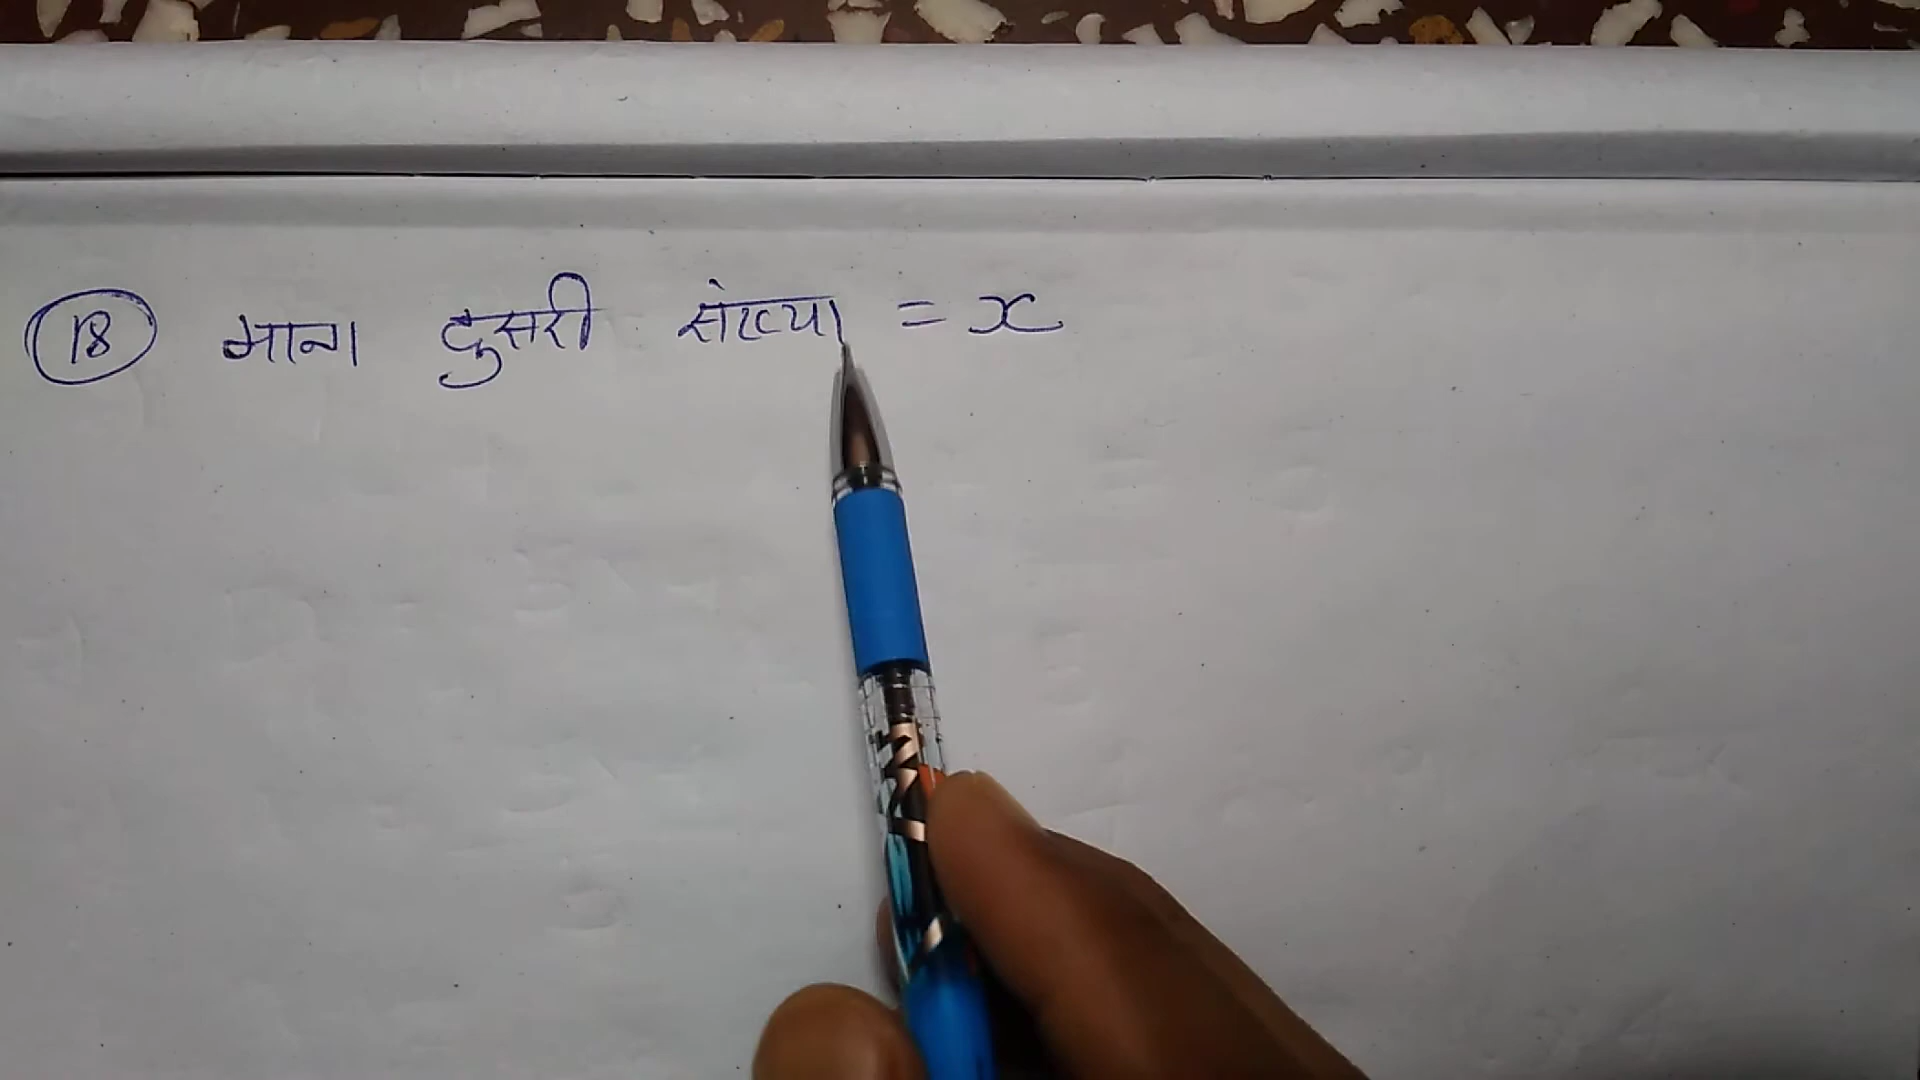 18 माना दुसरी संख्या = x